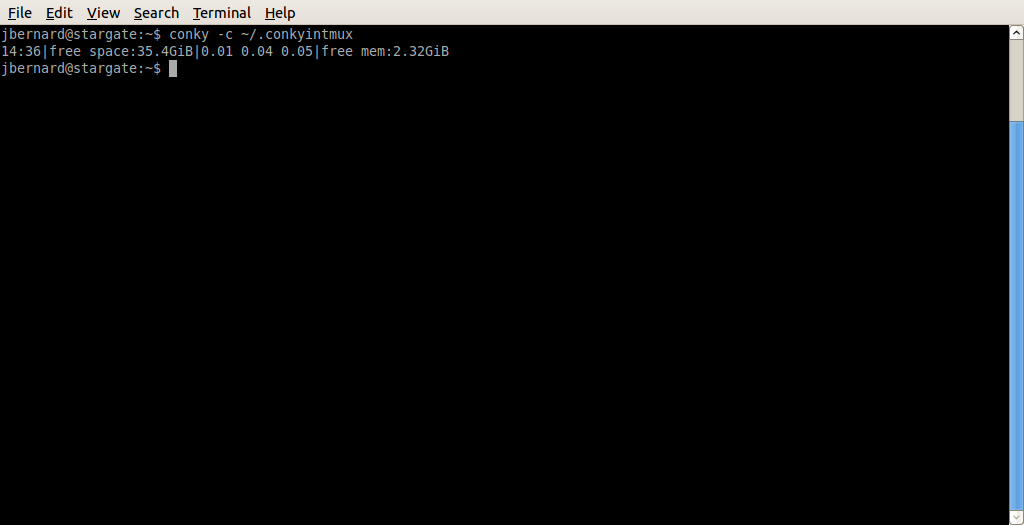 File Edit View Search Terminal Help
jbernard@stargate:~$ conky -c ~/.conkyintmux
14:36|free space:35.4GiB|0.01 0.04 0.05|free mem:2.32GiB
jbernard@stargate:~$